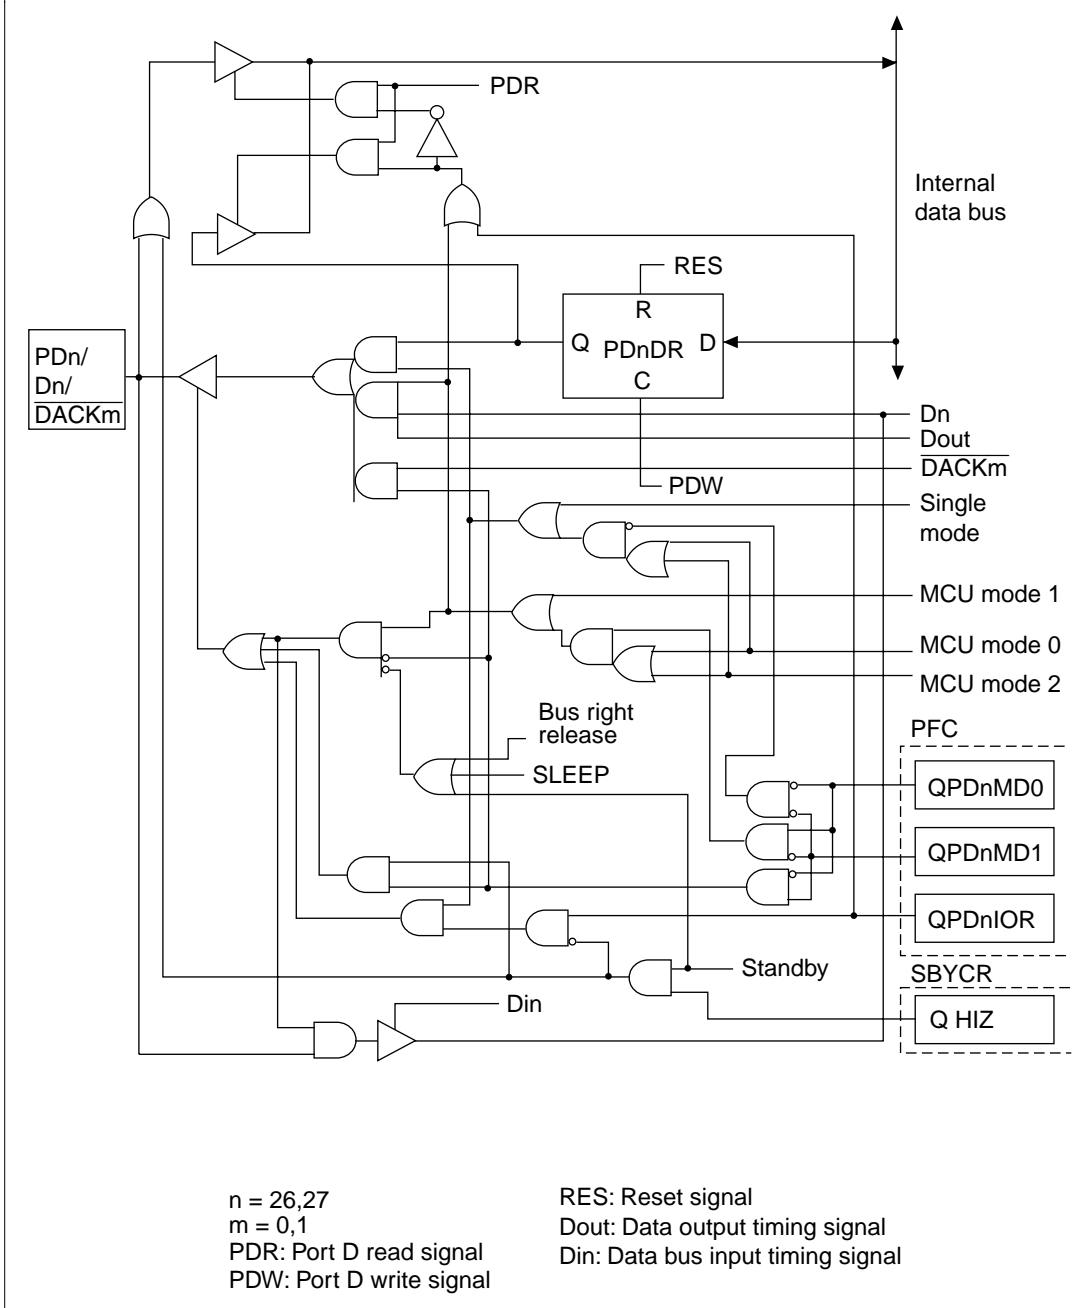 PDR
Internal
data bus
RES
R
Q
PDnDR
D
C
PDn/
Dn/
DACKm
Dn
Dout
DACKm
PDW
Single
mode
MCU mode 1
MCU mode 0
MCU mode 2
Bus right
release
SLEEP
PFC
QPDnMD0
QPDnMD1
QPDnIOR
Standby
SBYCR
Q HIZ
Din
n = 26,27
m = 0,1
PDR: Port D read signal
PDW: Port D write signal
RES: Reset signal
Dout: Data output timing signal
Din: Data bus input timing signal